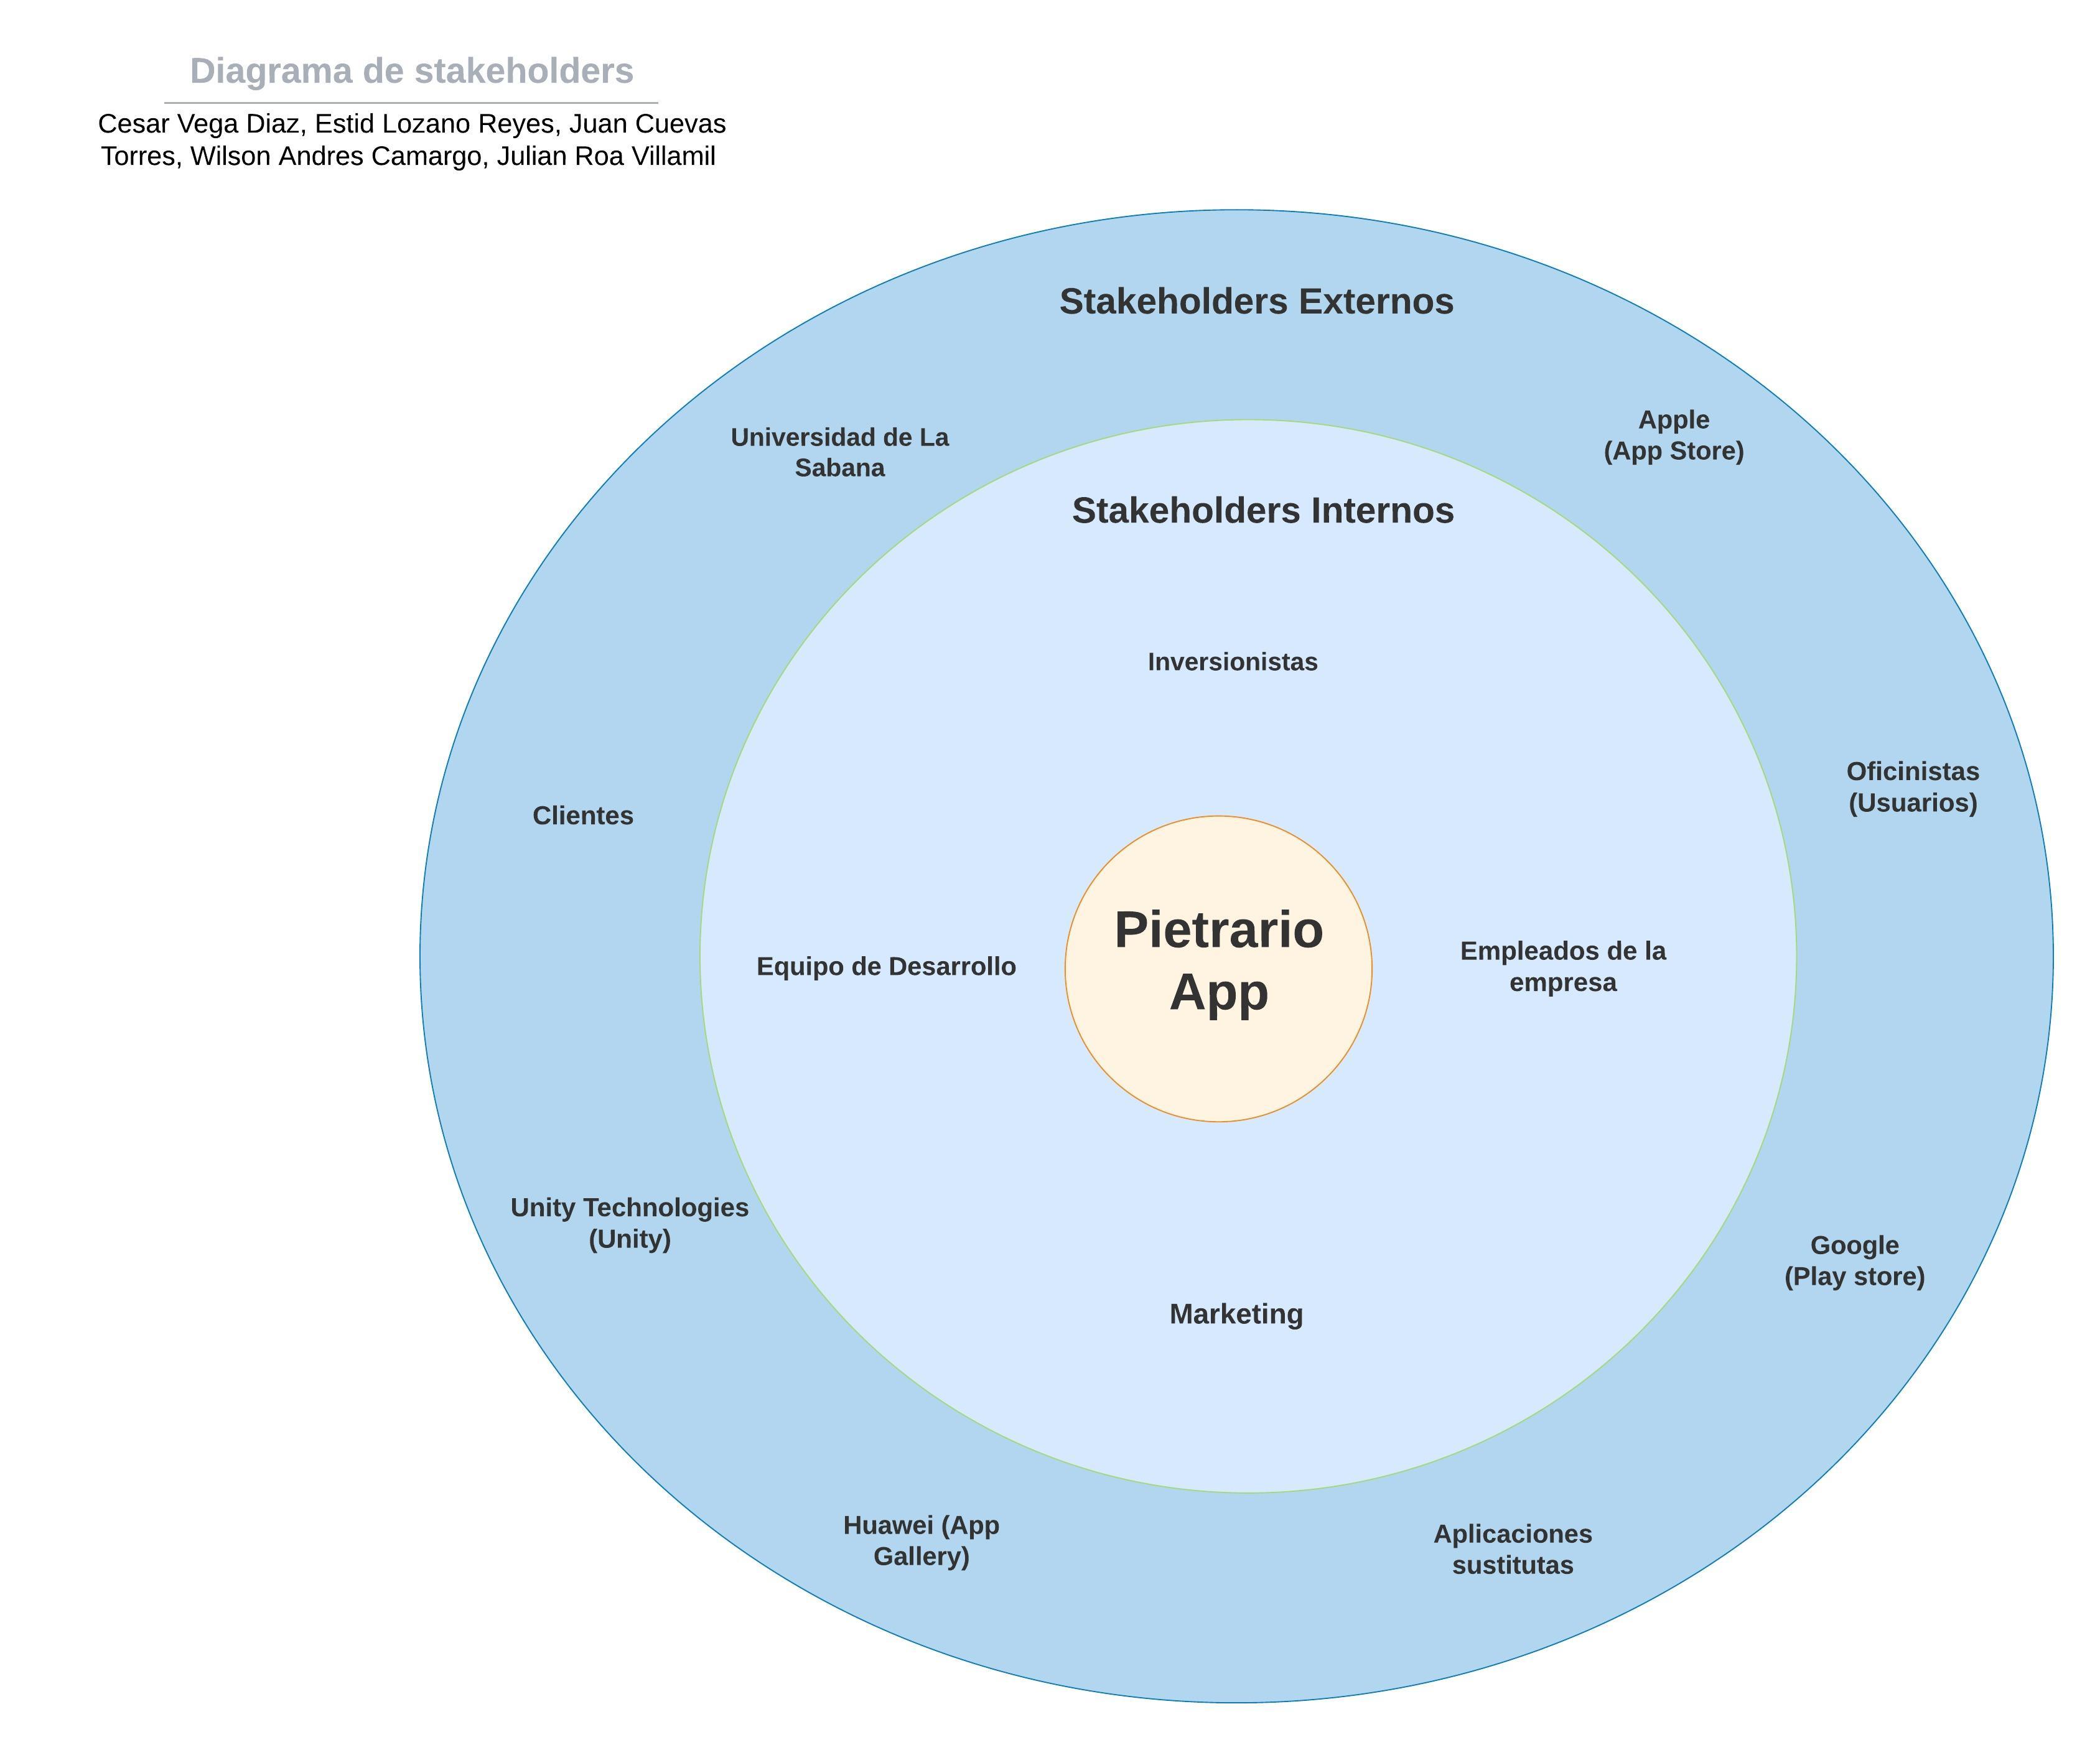 Diagrama de stakeholders
Cesar Vega Diaz, Estid Lozano Reyes, Juan Cuevas
Torres, Wilson Andres Camargo, Julian Roa Villamil
Stakeholders Externos
Apple
(App Store)
Universidad de La
Sabana
Stakeholders Internos
Inversionistas
Oficinistas
(Usuarios)
Clientes
Pietrario
App
Equipo de Desarrollo
Empleados de la
empresa
Unity Technologies
(Unity)
Google
(Play store)
Marketing
Huawei (App
Gallery)
Aplicaciones
sustitutas